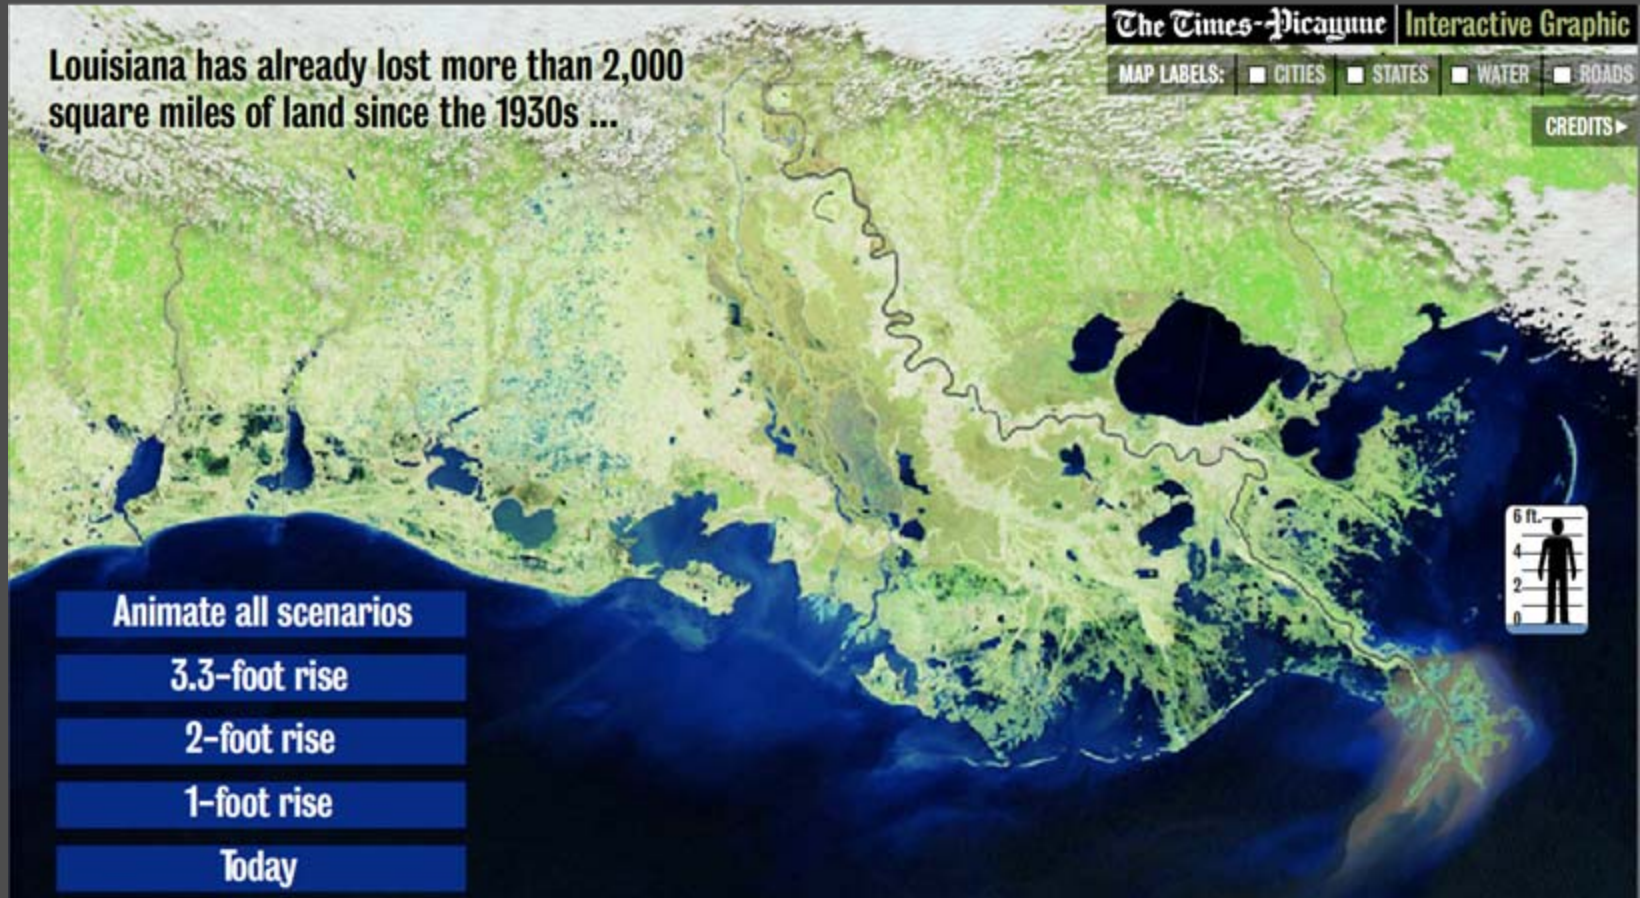 Louisiana has already lost more than 2,000
square miles of land since the 1930s ...
The Times-Picayune Interactive Graphic
MAP LABELS: CITIES STATES WATER ROADS
CREDITS
6 ft.
4
2
0
Animate all scenarios
3.3-foot rise
2-foot rise
1-foot rise
Today